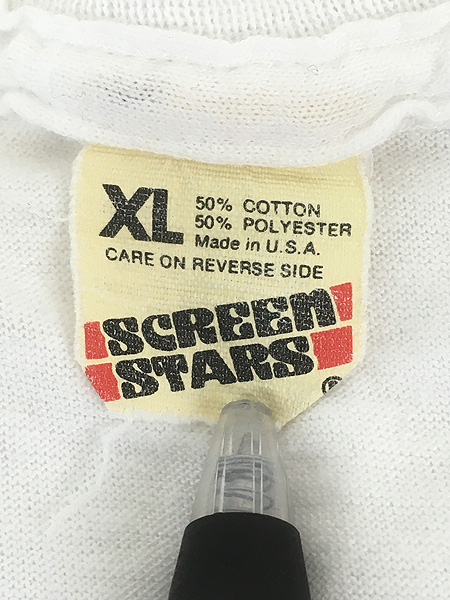 XL
50% COTTON
50% POLYESTER
Made in U.S.A.
CARE ON REVERSE SIDE
SCREEN
STARS
®